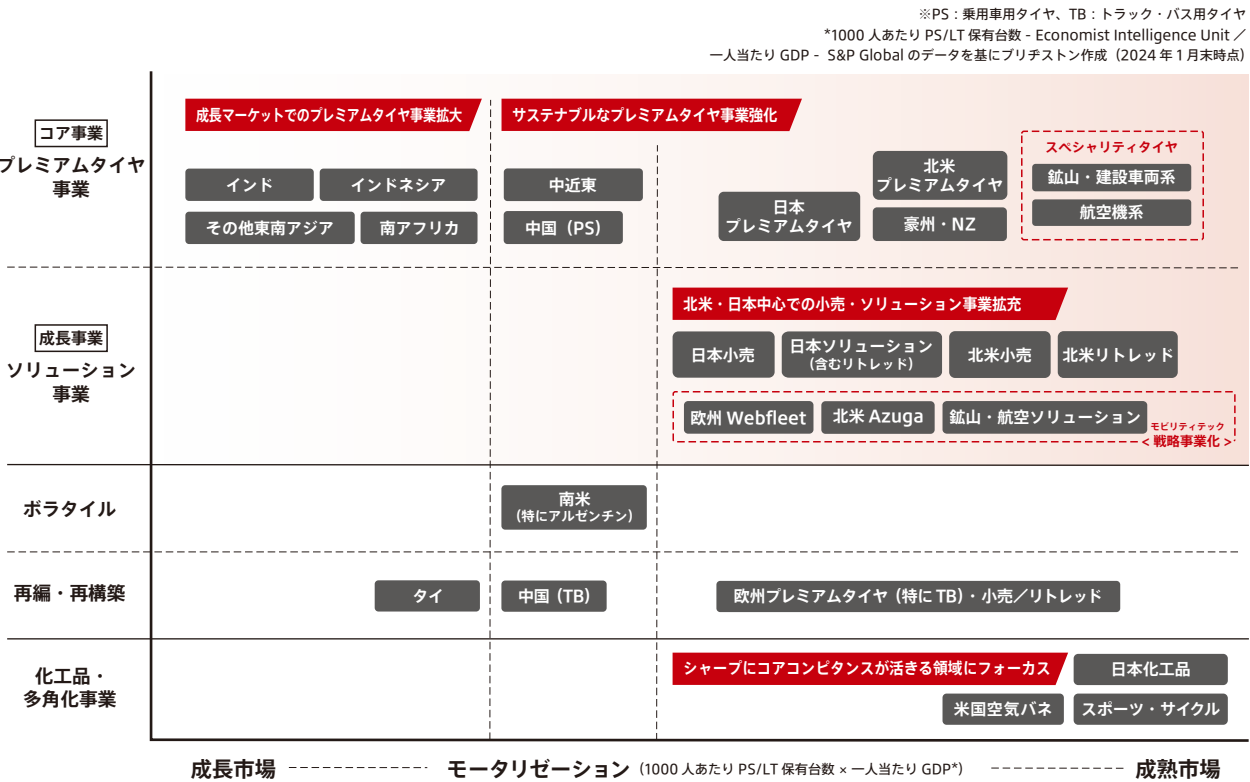 ※PS：乗用車用タイヤ、TB：トラック・バス用タイヤ
*1000 人あたり PS/LT 保有台数 - Economist Intelligence Unit ／
一人当たり GDP - S&P Global のデータを基にブリヂストン作成（2024 年 1 月末時点）
コア事業
プレミアムタイヤ
事業
成長マーケットでのプレミアムタイヤ事業拡大
サステナブルなプレミアムタイヤ事業強化
インド
インドネシア
その他東南アジア
南アフリカ
中近東
中国（PS）
日本
プレミアムタイヤ
北米
プレミアムタイヤ
豪州・NZ
スペシャリティタイヤ
鉱山・建設車両系
航空機系
成長事業
ソリューション
事業
北米・日本中心での小売・ソリューション事業拡充
日本小売
日本ソリューション
（含むリトレッド）
北米小売
北米リトレッド
欧州 Webfleet
北米 Azuga
鉱山・航空ソリューション
モビリティテック
< 戦略事業化 >
ボラタイル
南米
（特にアルゼンチン）
再編・再構築
タイ
中国（TB）
欧州プレミアムタイヤ（特に TB）・小売／リトレッド
化工品・
多角化事業
シャープにコアコンピタンスが活きる領域にフォーカス
日本化工品
米国空気バネ
スポーツ・サイクル
成長市場
モータリゼーション（1000 人あたり PS/LT 保有台数 × 一人当たり GDP*）
成熟市場